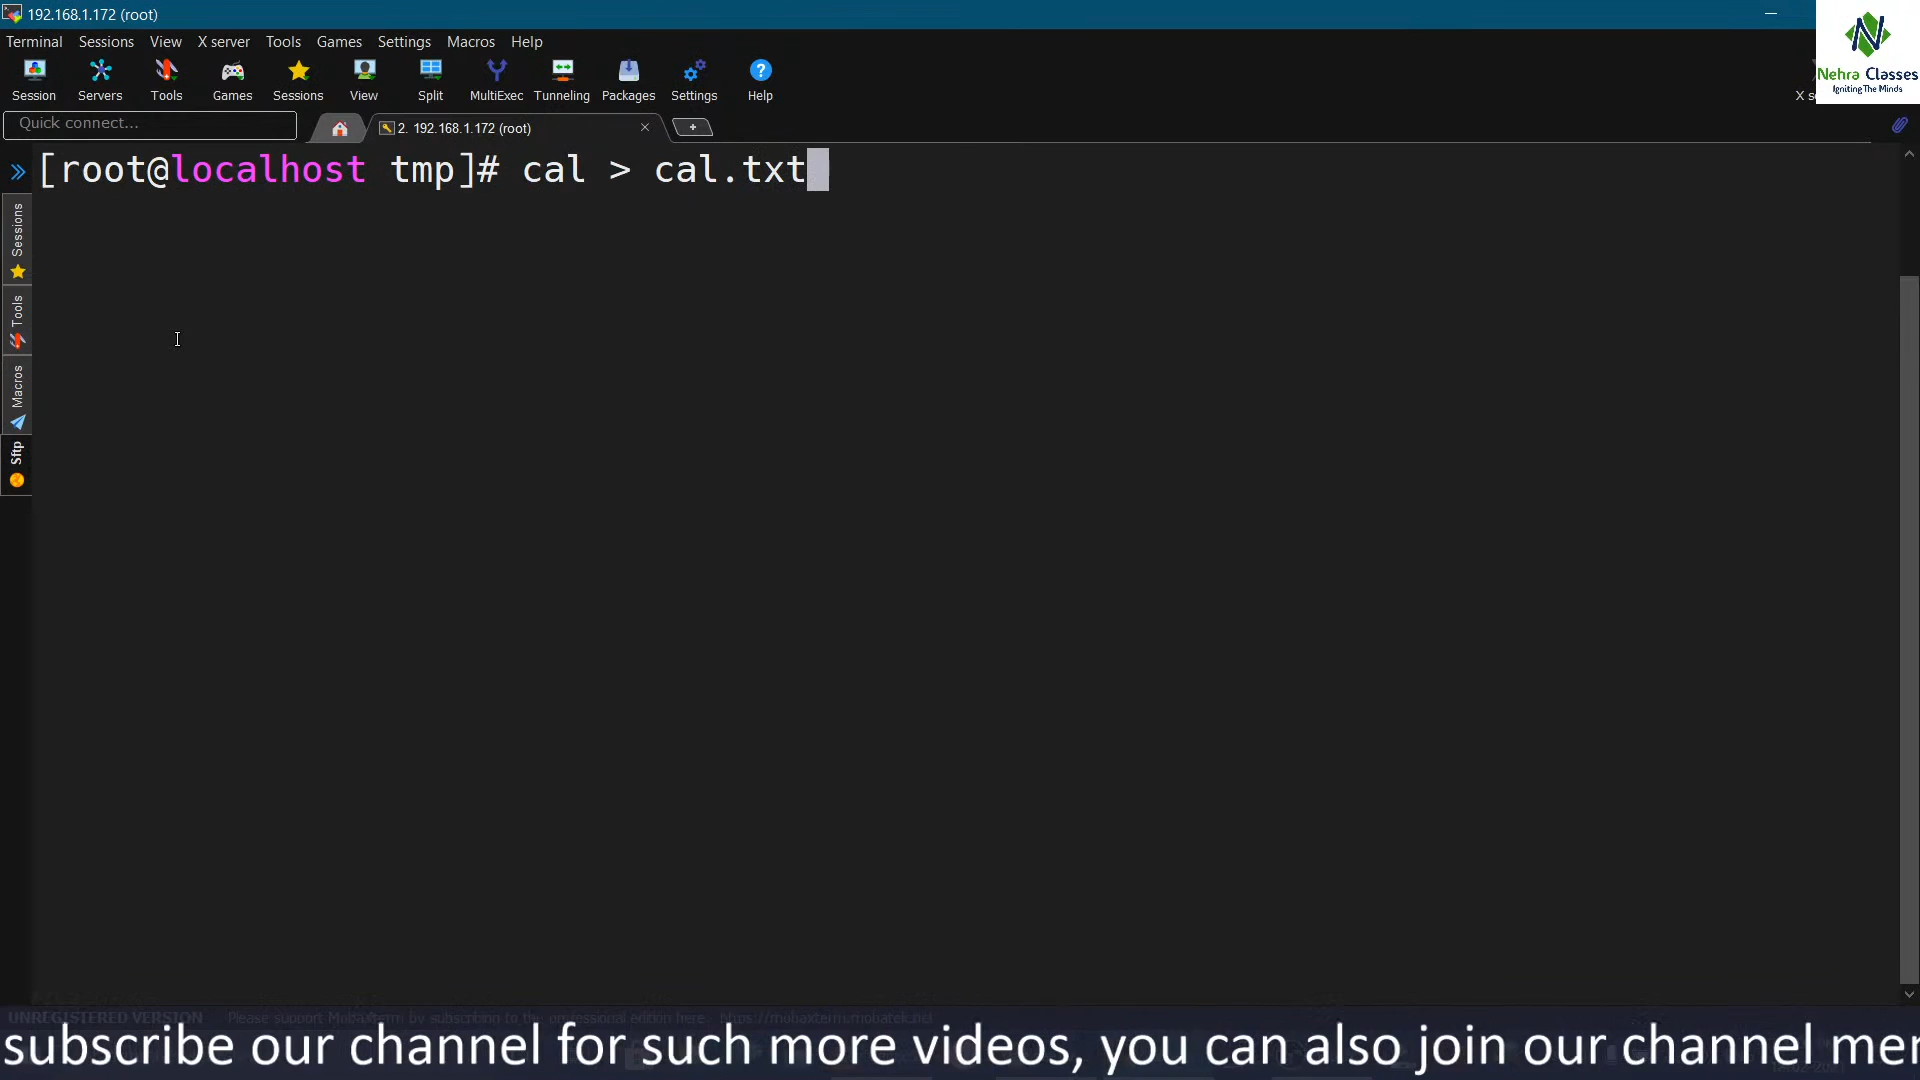 192.168.1.172 (root)
Terminal Sessions View X server Tools Games Settings Macros Help
Session Servers Tools Games Sessions View Split MultiExec Tunneling Packages Settings Help
Nehra Classes
Igniting The Minds
Quick connect...
2. 192.168.1.172 (root)
[root@localhost tmp]# cal > cal.txt
Sessions
Tools
Macros
Sftp
UNREGISTERED VERSION
subscribe our channel for such more videos, you can also join our channel